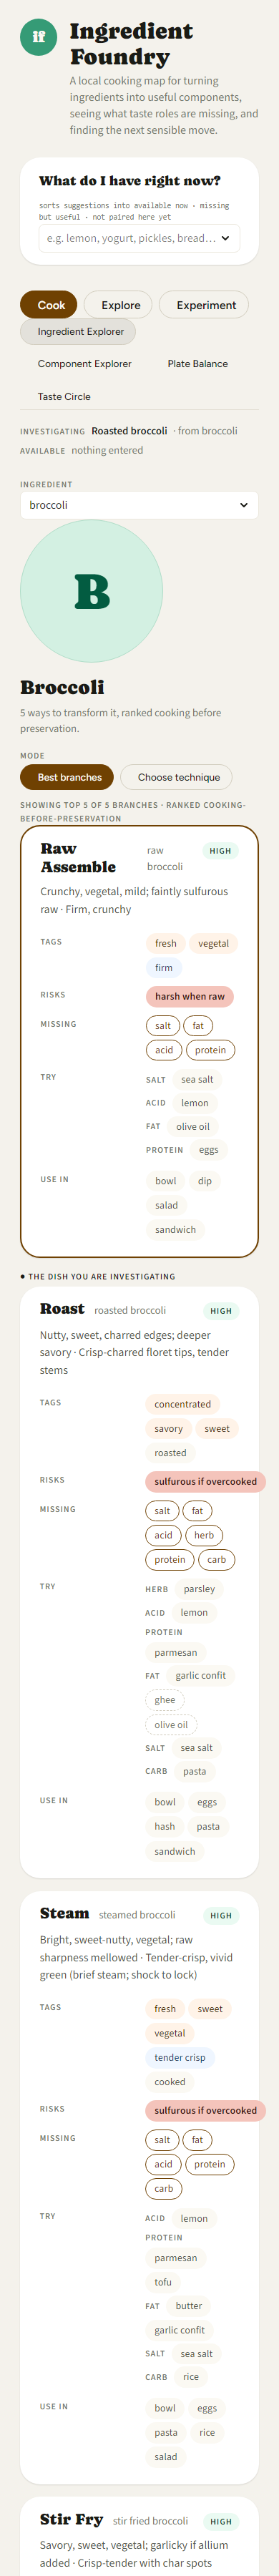 if
Ingredient
Foundry
A local cooking map for turning
ingredients into useful components,
seeing what taste roles are missing, and
finding the next sensible move.
What do I have right now?
sorts suggestions into available now · missing
but useful · not paired here yet
e.g. lemon, yogurt, pickles, bread…
Cook Explore Experiment
Ingredient Explorer
Component Explorer Plate Balance
Taste Circle
INVESTIGATING Roasted broccoli · from broccoli
AVAILABLE nothing entered
INGREDIENT
broccoli
B
Broccoli
5 ways to transform it, ranked cooking before
preservation.
MODE
Best branches Choose technique
SHOWING TOP 5 OF 5 BRANCHES · RANKED COOKING-
BEFORE-PRESERVATION
Raw
Assemble
raw
broccoli
HIGH
Crunchy, vegetal, mild; faintly sulfurous
raw · Firm, crunchy
TAGS fresh vegetal
firm
RISKS harsh when raw
MISSING salt fat
acid protein
TRY SALT sea salt
ACID lemon
FAT olive oil
PROTEIN eggs
USE IN bowl dip
salad
sandwich
● THE DISH YOU ARE INVESTIGATING
Roast roasted broccoli HIGH
Nutty, sweet, charred edges; deeper
savory · Crisp-charred floret tips, tender
stems
TAGS concentrated
savory sweet
roasted
RISKS sulfurous if overcooked
MISSING salt fat
acid herb
protein carb
TRY HERB parsley
ACID lemon
PROTEIN
parmesan
FAT garlic confit
ghee
olive oil
SALT sea salt
CARB pasta
USE IN bowl eggs
hash pasta
sandwich
Steam steamed broccoli HIGH
Bright, sweet-nutty, vegetal; raw
sharpness mellowed · Tender-crisp, vivid
green (brief steam; shock to lock)
TAGS fresh sweet
vegetal
tender crisp
cooked
RISKS sulfurous if overcooked
MISSING salt fat
acid protein
carb
TRY ACID lemon
PROTEIN
parmesan
tofu
FAT butter
garlic confit
SALT sea salt
CARB rice
USE IN bowl eggs
pasta rice
salad
Stir Fry stir fried broccoli HIGH
Savory, sweet, vegetal; garlicky if allium
added · Crisp-tender with char spots